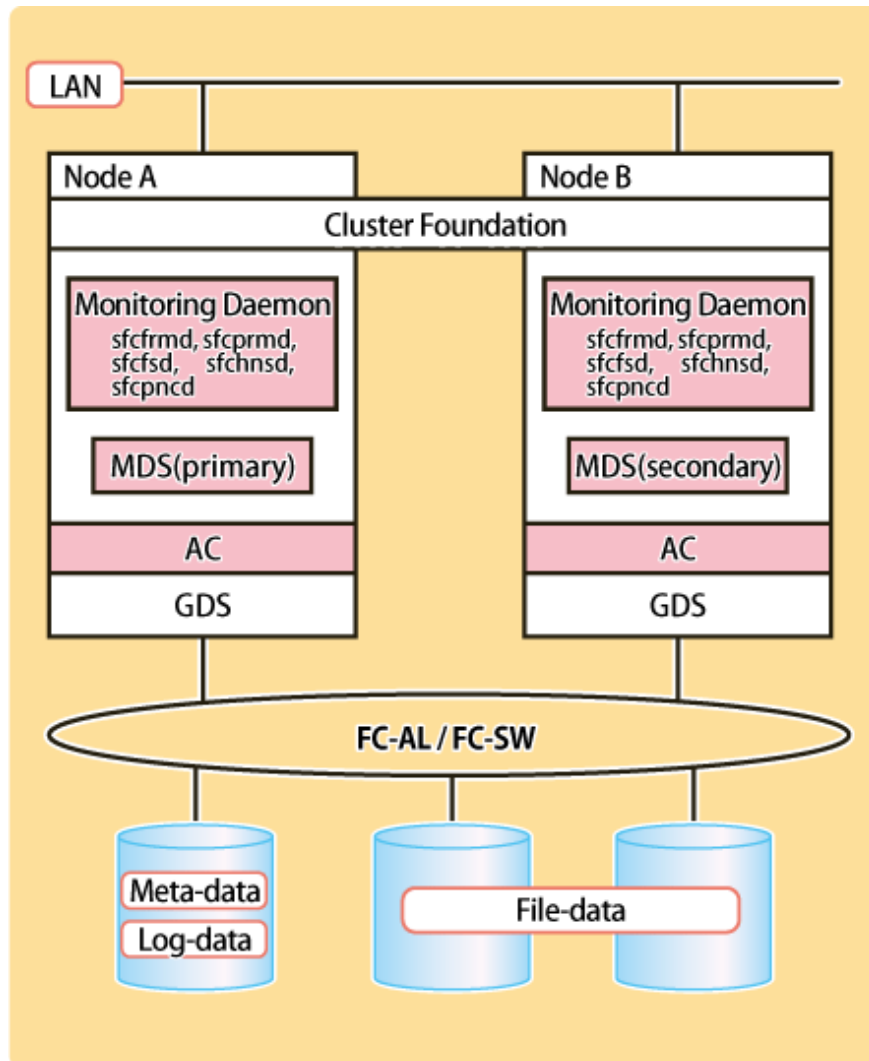 LAN
Node A
Node B
Cluster Foundation
Monitoring Daemon
sfcfrmd, sfcprmd,
sfcfsd, sfchnsd,
sfcpncd
Monitoring Daemon
sfcfrmd, sfcprmd,
sfcfsd, sfchnsd,
sfcpncd
MDS(primary)
MDS(secondary)
AC
AC
GDS
GDS
FC-AL / FC-SW
Meta-data
Log-data
File-data